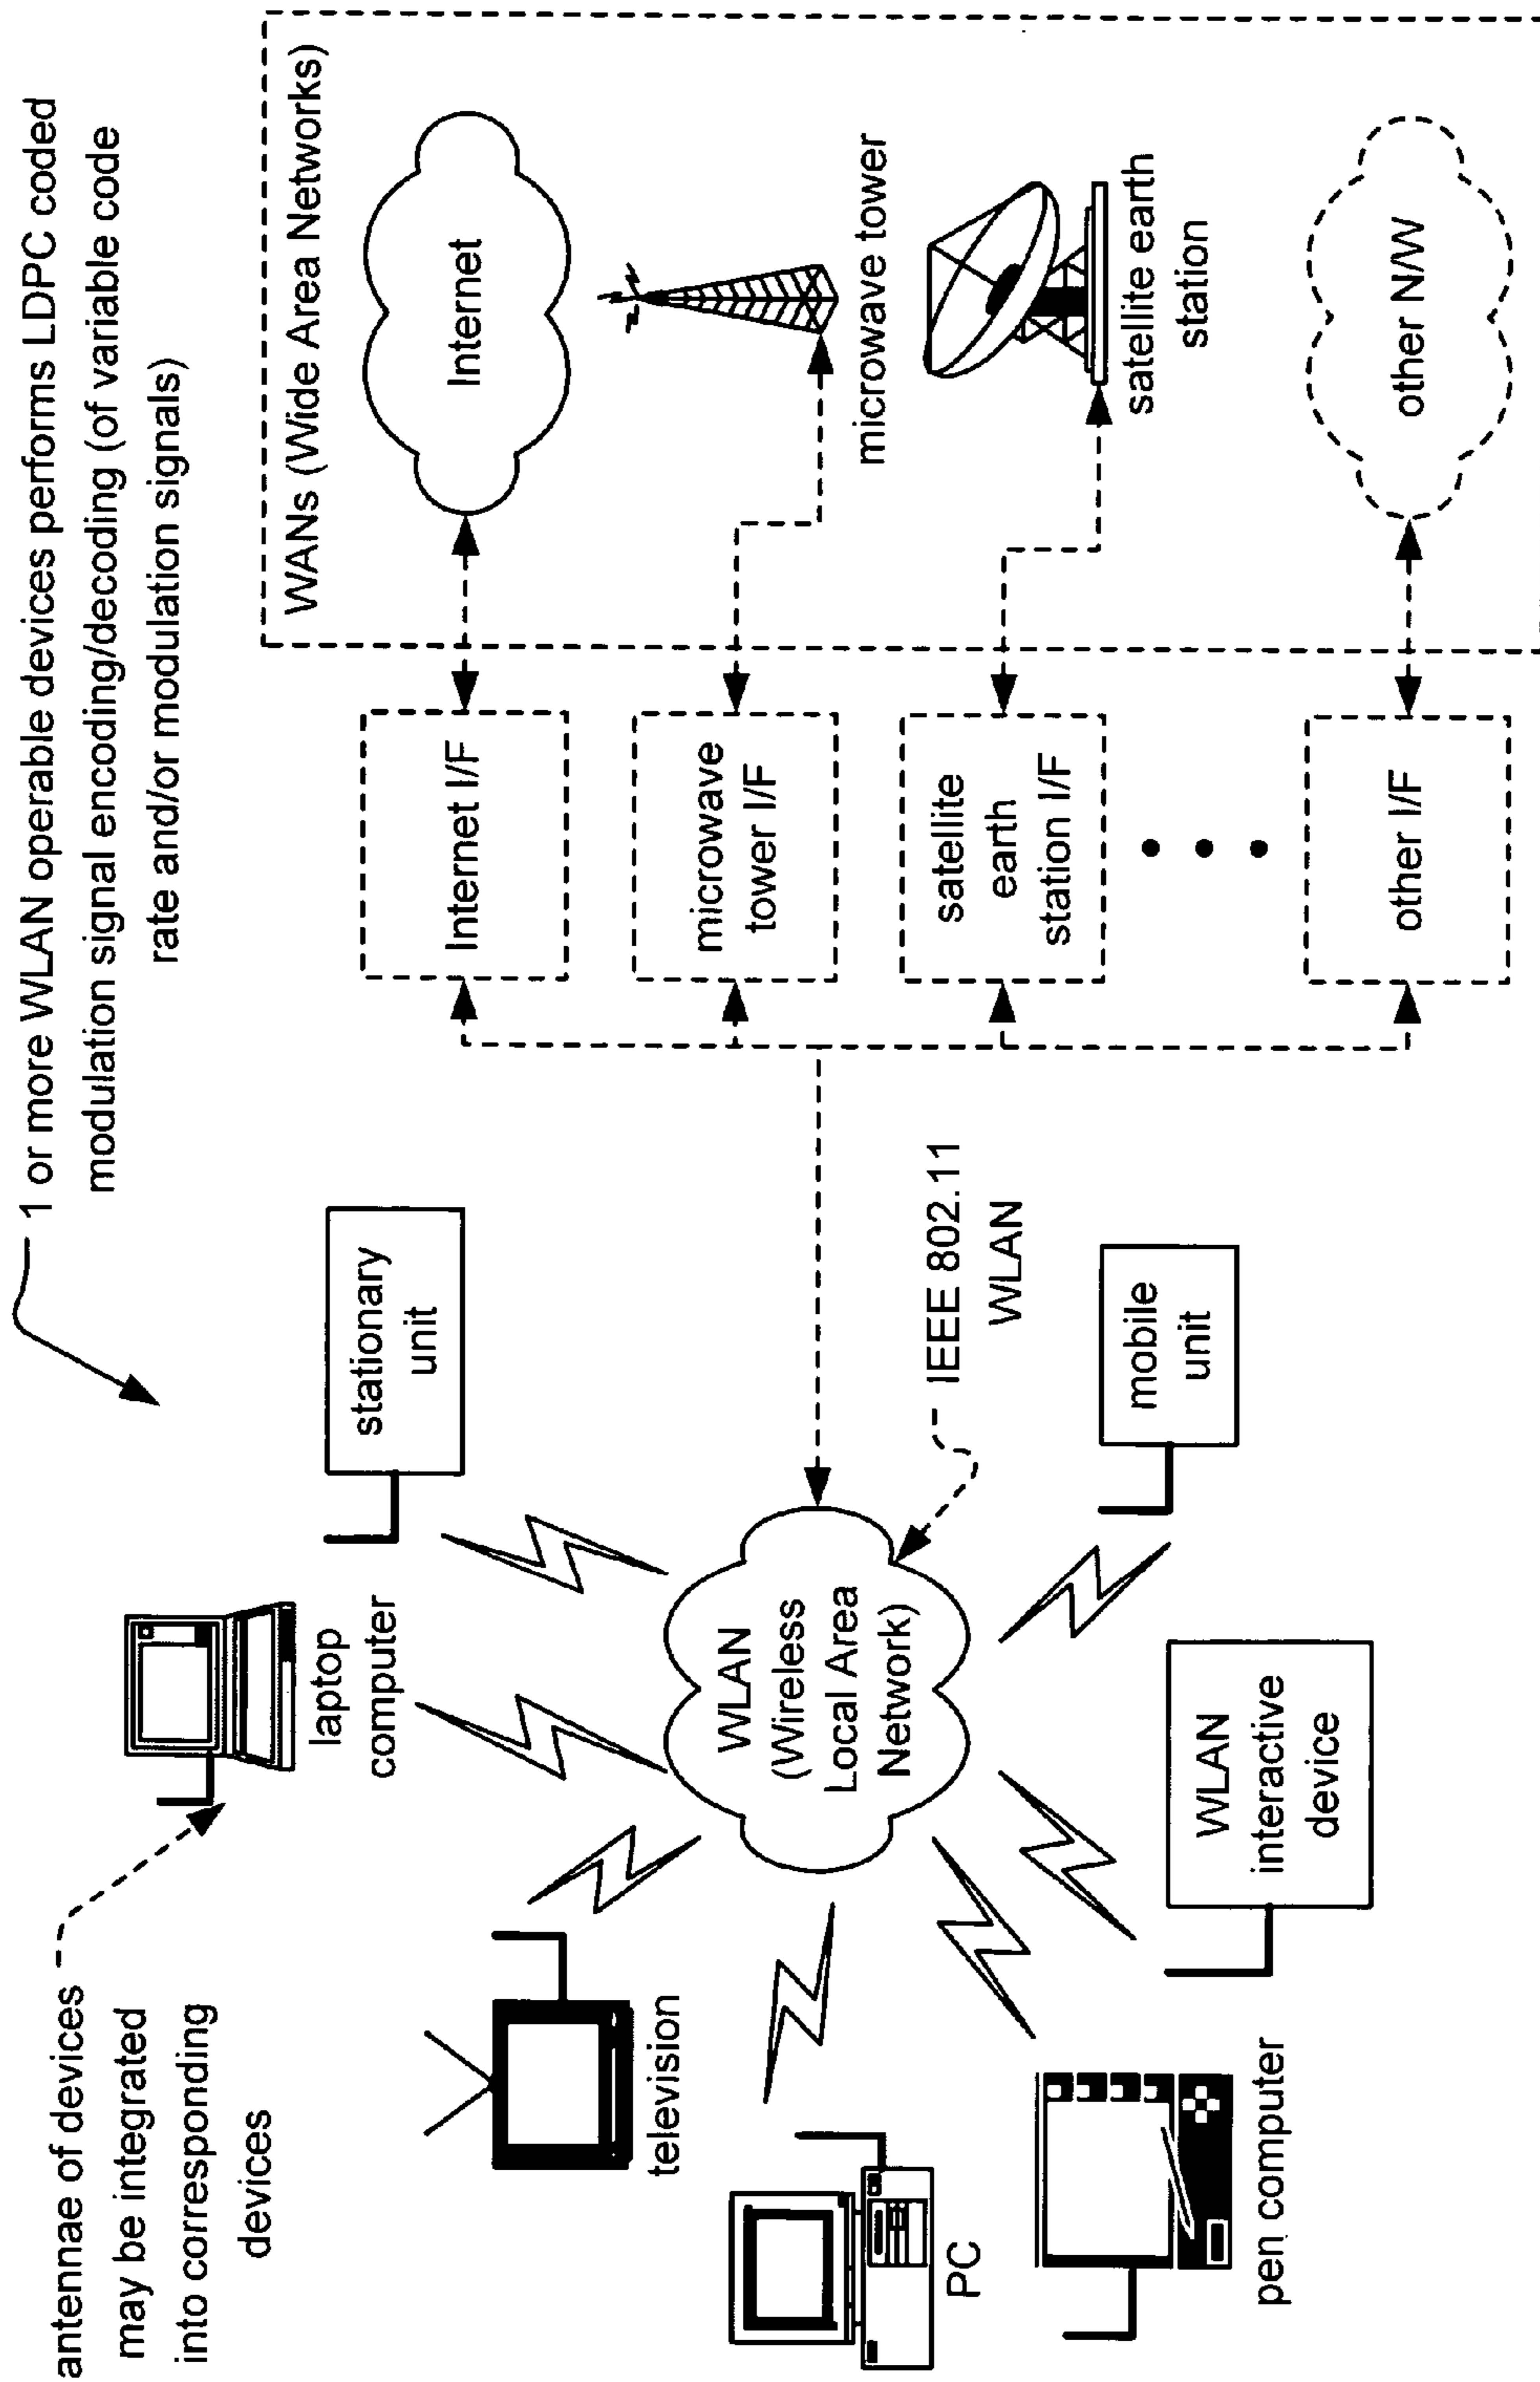 1 or more WLAN operable devices performs LDPC coded
modulation signal encoding/decoding (of variable code
rate and/or modulation signals)
antennae of devices
may be integrated
into corresponding
devices
laptop
computer
stationary
unit
television
PC
pen computer
WLAN
(Wireless
Local Area
Network)
IEEE 802.11
WLAN
WLAN
interactive
device
mobile
unit
Internet I/F
microwave
tower I/F
satellite
earth
station I/F
other I/F
WANs (Wide Area Networks)
Internet
microwave tower
satellite earth
station
other N/W